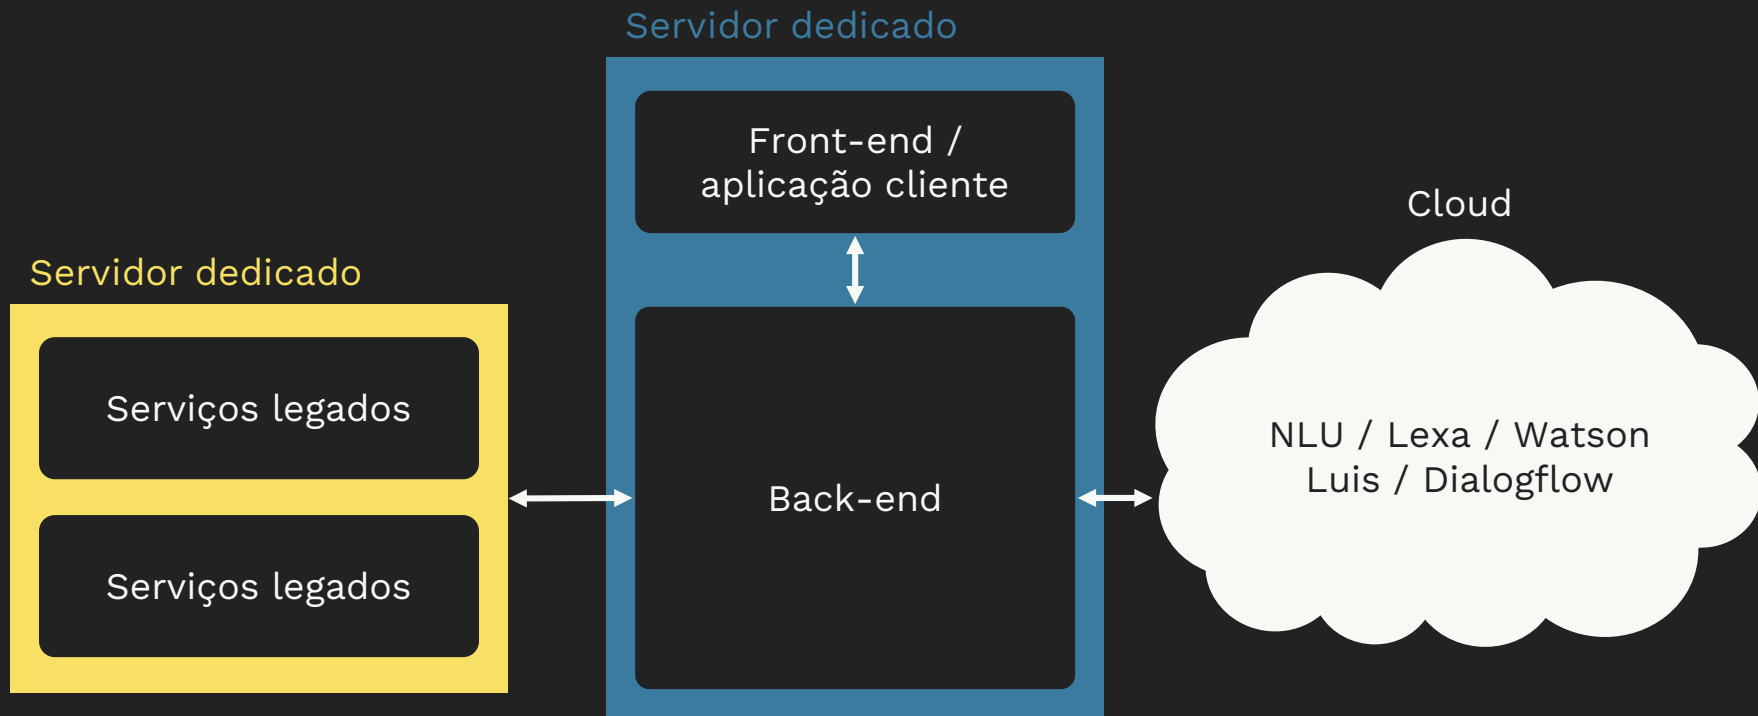 Servidor dedicado
Front-end /
aplicação cliente
Back-end
Servidor dedicado
Serviços legados
Serviços legados
Cloud
NLU / Lexa / Watson
Luis / Dialogflow